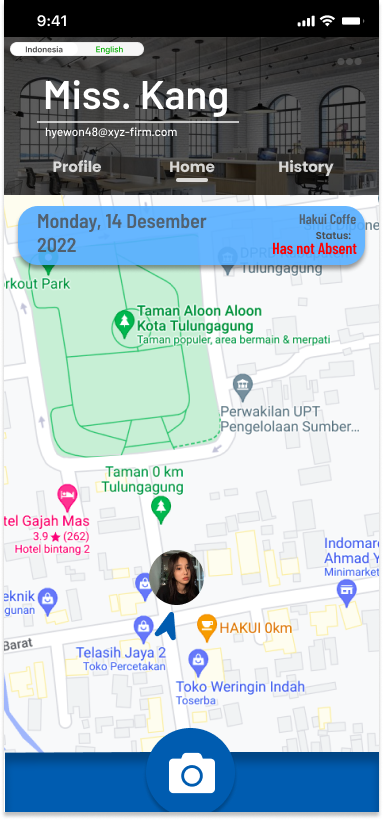 9:41
Indonesia English
Miss. Kang
hyewon48@xyz-firm.com
Profile Home History
Monday, 14 Desember
2022
Hakui Coffe
Status:
Has not Absent
orkout Park
Tulungagung
Taman Aloon Aloon
Kota Tulungagung
Taman populer, area bermain & merpati
Perwakilan UPT
Pengelolaan Sumber...
Taman 0 km
Tulungagung
tel Gajah Mas
3.9★ (262)
Hotel bintang 2
Indomar
Ahmad Y
Minimarket
eknik
gunan
Barat
HAKUI 0km
Telasih Jaya 2
Toko Percetakan
Toko Weringin Indah
Toserba